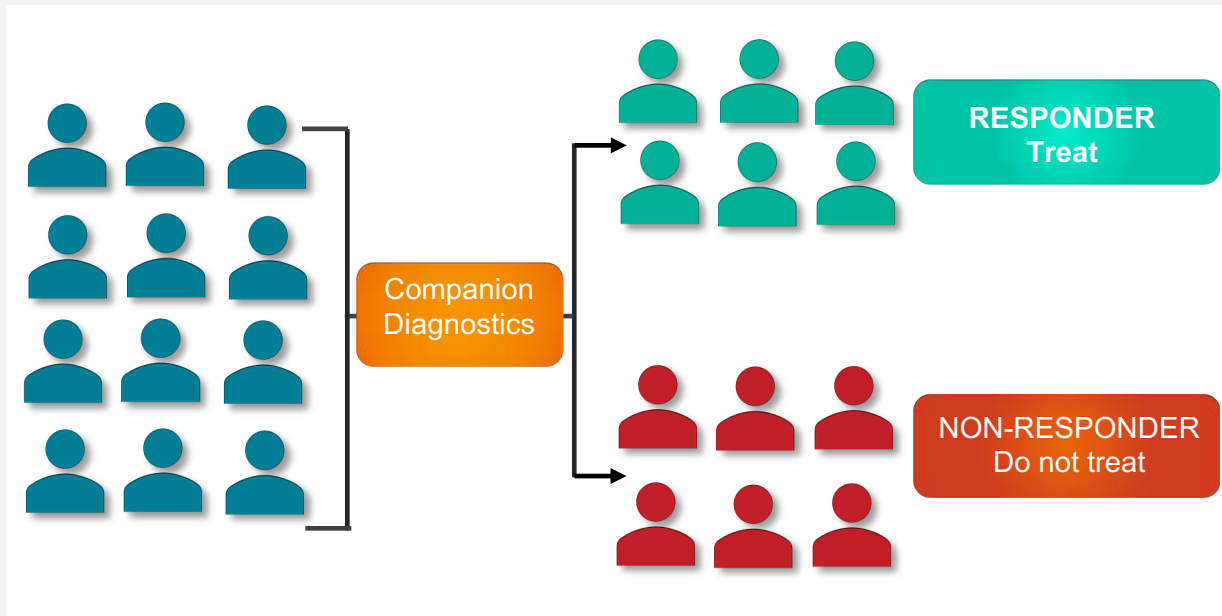 Companion
Diagnostics
RESPONDER
Treat
NON-RESPONDER
Do not treat